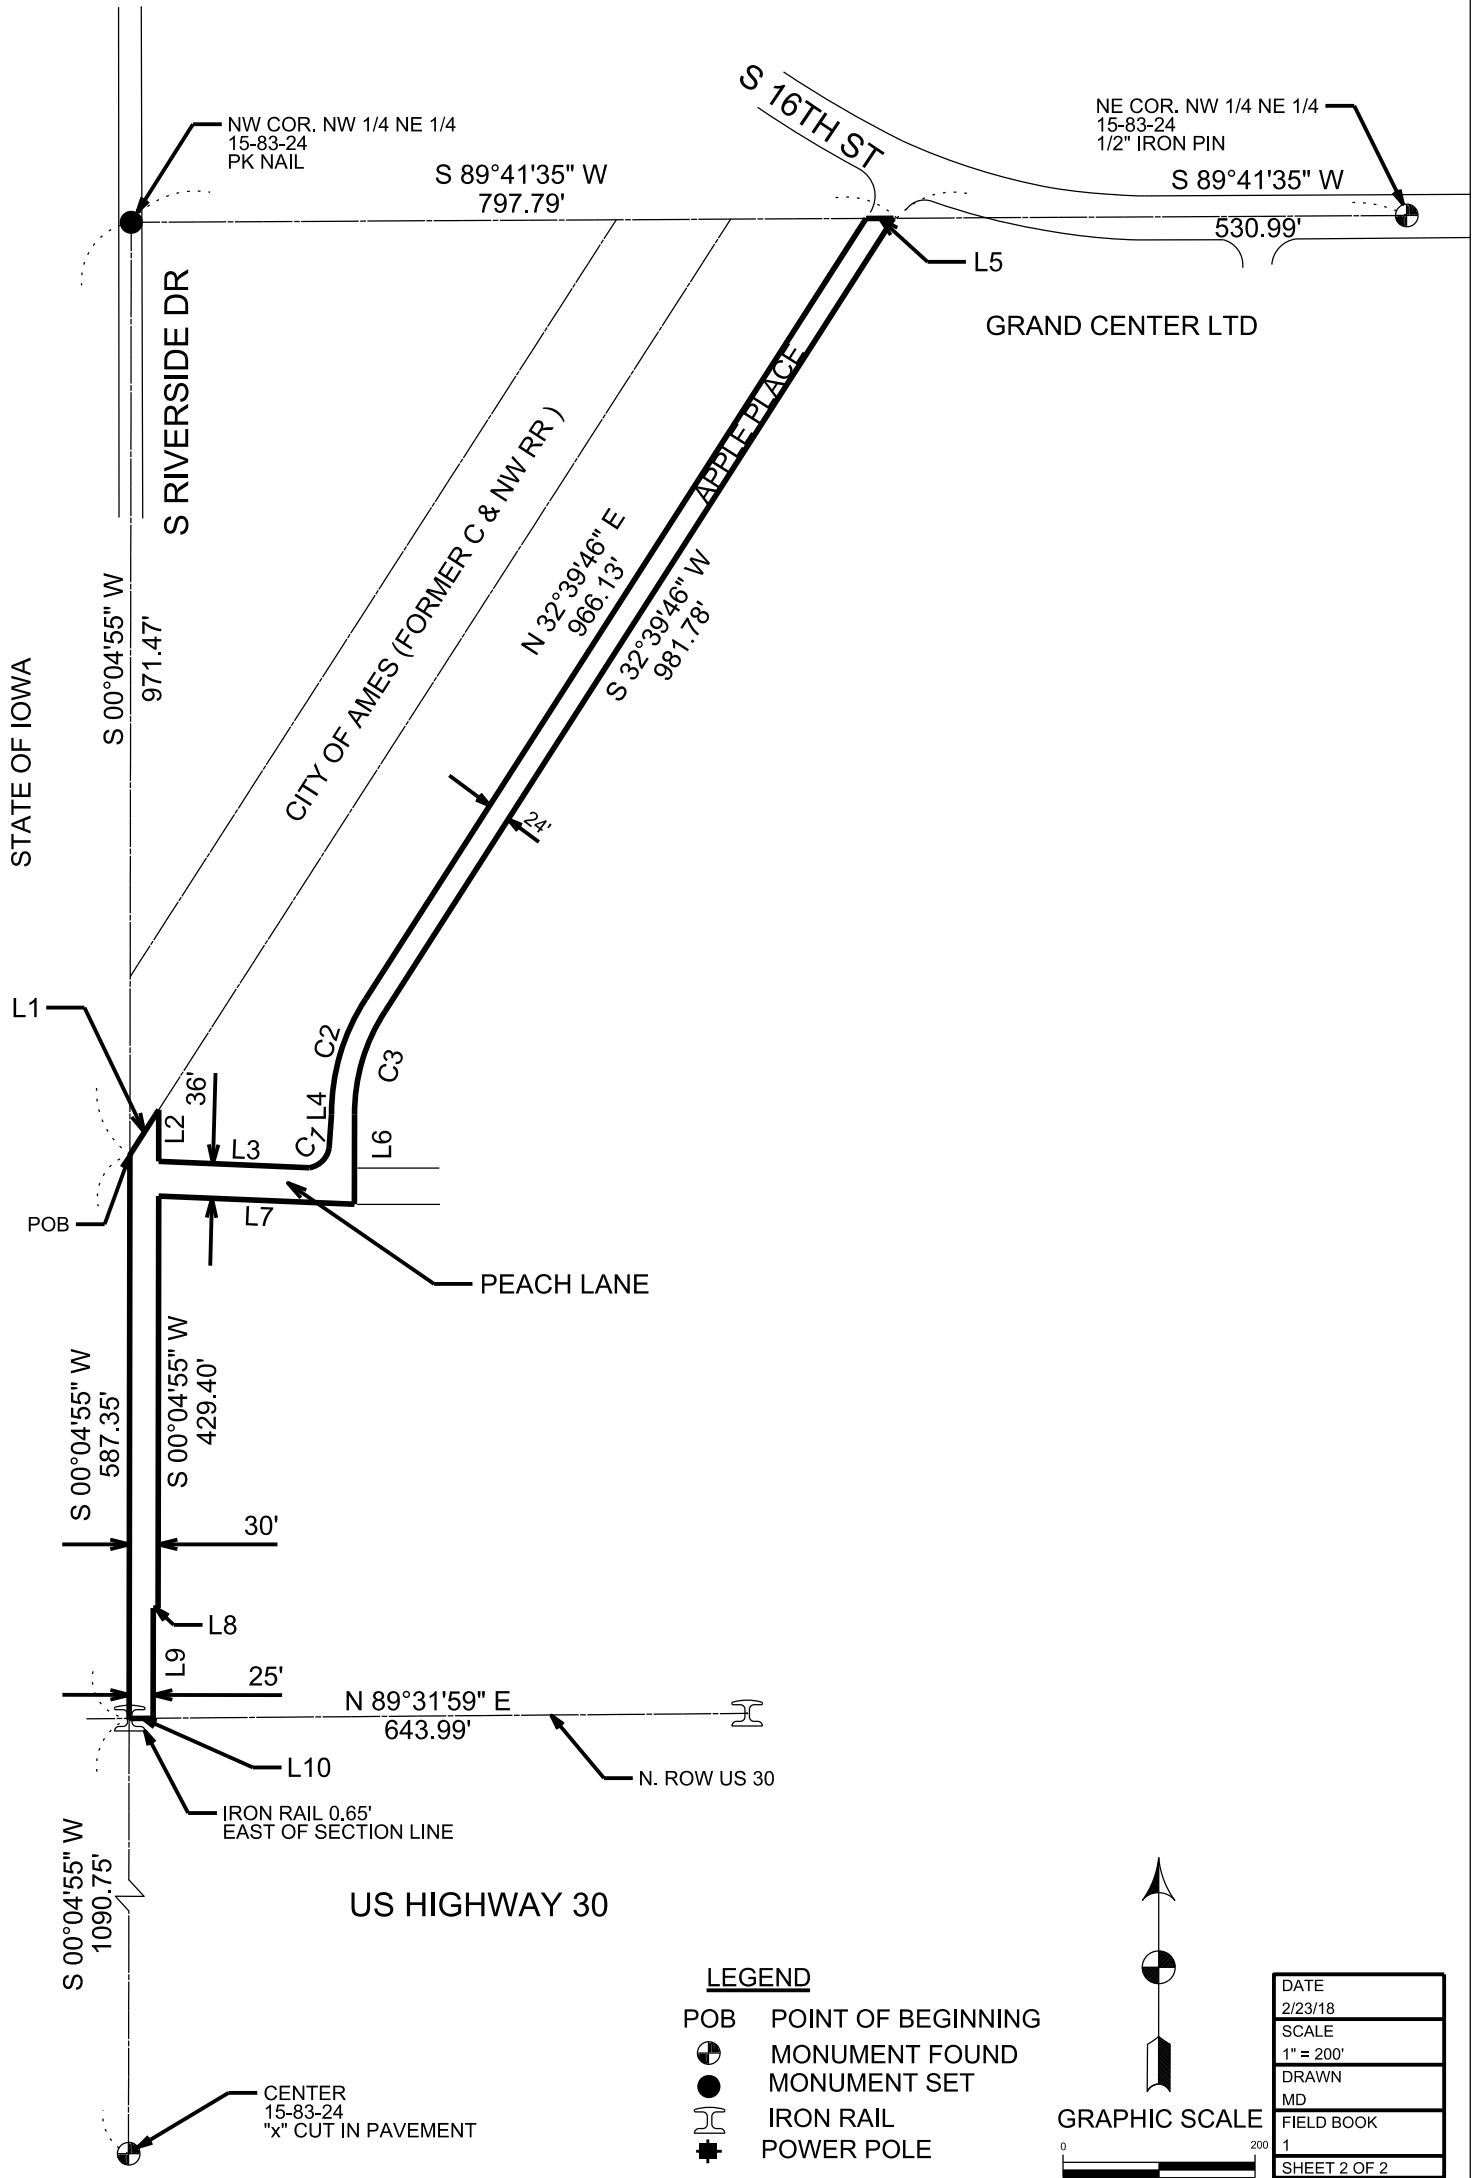 S 16TH ST
NW COR. NW 1/4 NE 1/4
15-83-24
PK NAIL
NE COR. NW 1/4 NE 1/4
15-83-24
1/2" IRON PIN
S 89°41'35" W
797.79'
S 89°41'35" W
530.99'
L5
S RIVERSIDE DR
GRAND CENTER LTD
APPLE PLACE
CITY OF AMES (FORMER C & NW RR )
N 32°39'46" E
966.13'
S 32°39'46" W
981.78'
S 00°04'55" W
971.47'
STATE OF IOWA
24'
L1
C2
C3
36'
L2
L4
L3
C1
L6
POB
L7
PEACH LANE
S 00°04'55" W
587.35'
S 00°04'55" W
429.40'
30'
L8
L9
25'
N 89°31'59" E
643.99'
L10
N. ROW US 30
IRON RAIL 0.65'
EAST OF SECTION LINE
S 00°04'55" W
1090.75'
US HIGHWAY 30
CENTER
15-83-24
"x" CUT IN PAVEMENT
LEGEND
POB POINT OF BEGINNING
MONUMENT FOUND
MONUMENT SET
IRON RAIL
POWER POLE
GRAPHIC SCALE
0 200
DATE
2/23/18
SCALE
1" = 200'
DRAWN
MD
FIELD BOOK
1
SHEET 2 OF 2